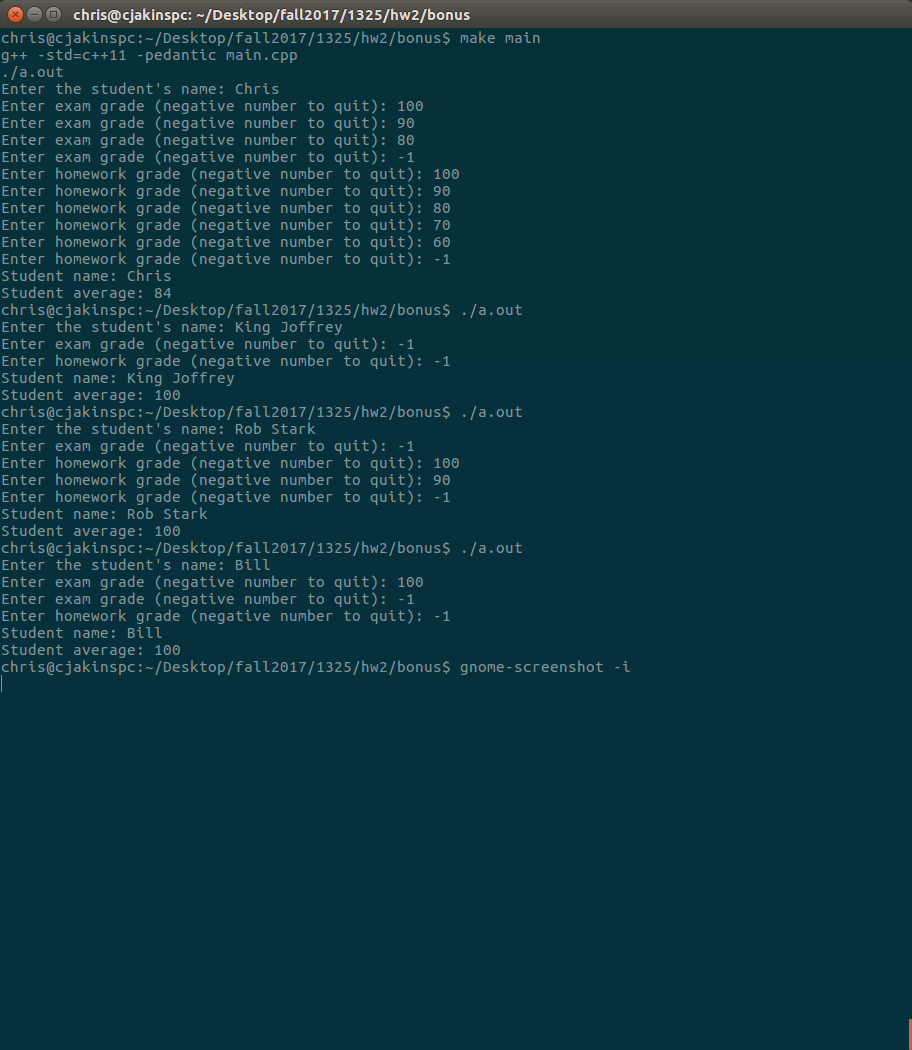 chris@cjakinspc: ~/Desktop/fall2017/1325/hw2/bonus
chris@cjakinspc:~/Desktop/fall2017/1325/hw2/bonus$ make main
g++ -std=c++11 -pedantic main.cpp
./a.out
Enter the student's name: Chris
Enter exam grade (negative number to quit): 100
Enter exam grade (negative number to quit): 90
Enter exam grade (negative number to quit): 80
Enter exam grade (negative number to quit): -1
Enter homework grade (negative number to quit): 100
Enter homework grade (negative number to quit): 90
Enter homework grade (negative number to quit): 80
Enter homework grade (negative number to quit): 70
Enter homework grade (negative number to quit): 60
Enter homework grade (negative number to quit): -1
Student name: Chris
Student average: 84
chris@cjakinspc:~/Desktop/fall2017/1325/hw2/bonus$ ./a.out
Enter the student's name: King Joffrey
Enter exam grade (negative number to quit): -1
Enter homework grade (negative number to quit): -1
Student name: King Joffrey
Student average: 100
chris@cjakinspc:~/Desktop/fall2017/1325/hw2/bonus$ ./a.out
Enter the student's name: Rob Stark
Enter exam grade (negative number to quit): -1
Enter homework grade (negative number to quit): 100
Enter homework grade (negative number to quit): 90
Enter homework grade (negative number to quit): -1
Student name: Rob Stark
Student average: 100
chris@cjakinspc:~/Desktop/fall2017/1325/hw2/bonus$ ./a.out
Enter the student's name: Bill
Enter exam grade (negative number to quit): 100
Enter exam grade (negative number to quit): -1
Enter homework grade (negative number to quit): -1
Student name: Bill
Student average: 100
chris@cjakinspc:~/Desktop/fall2017/1325/hw2/bonus$ gnome-screenshot -i